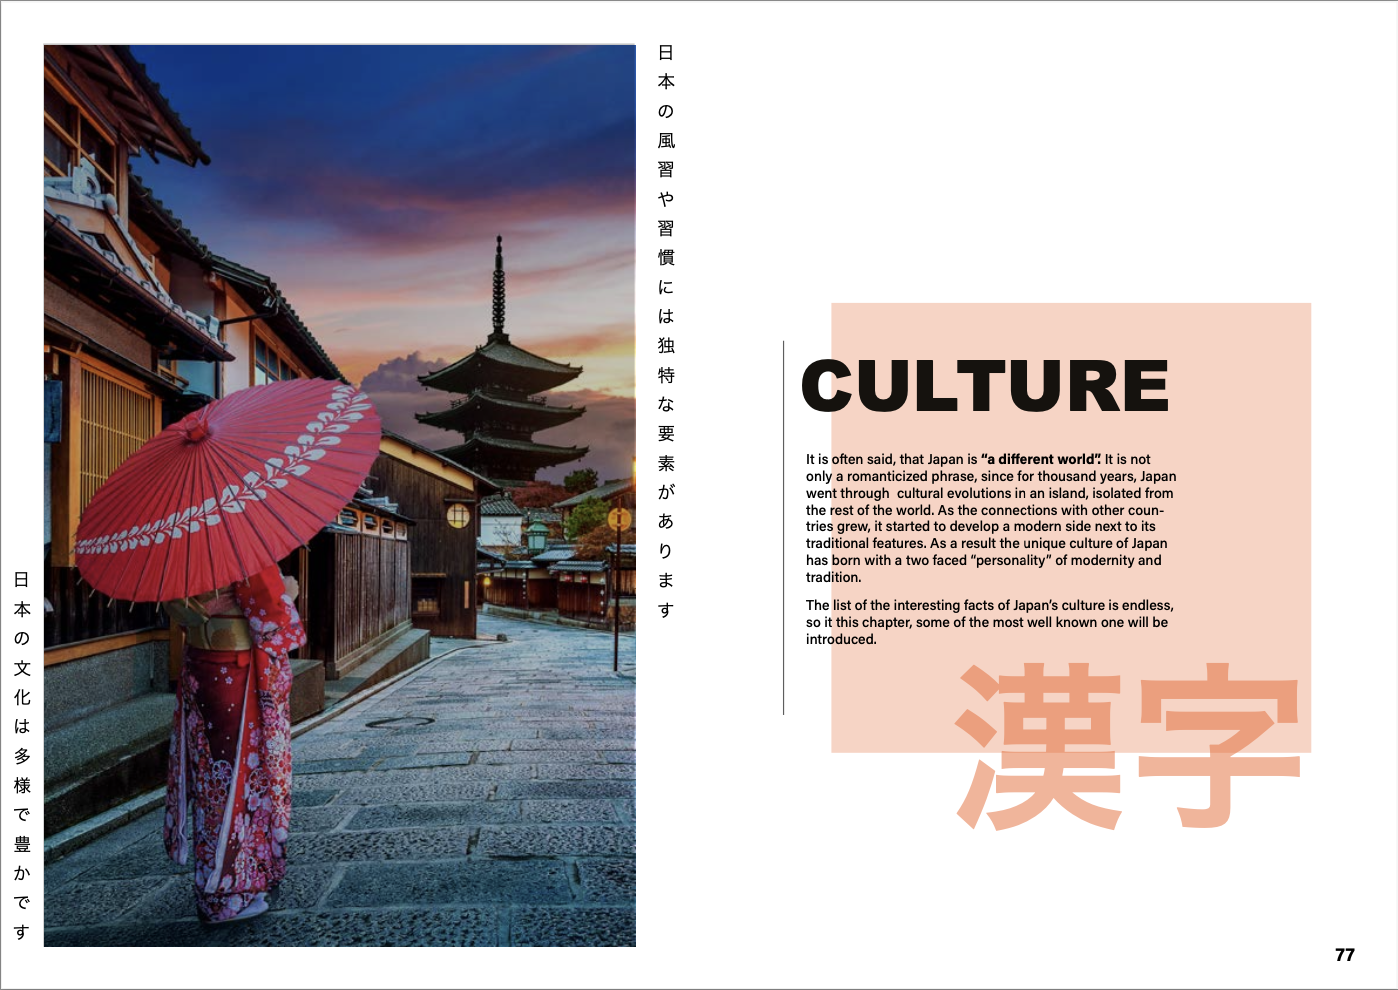 日本の風習や習慣には独特な要素があります
日本の文化は多様で豊かです
CULTURE
It is often said, that Japan is “a different world”. It is not
only a romanticized phrase, since for thousand years, Japan
went through  cultural evolutions in an island, isolated from
the rest of the world. As the connections with other coun-
tries grew, it started to develop a modern side next to its
traditional features. As a result the unique culture of Japan
has born with a two faced “personality” of modernity and
tradition.
The list of the interesting facts of Japan’s culture is endless,
so it this chapter, some of the most well known one will be
introduced.
漢字
77